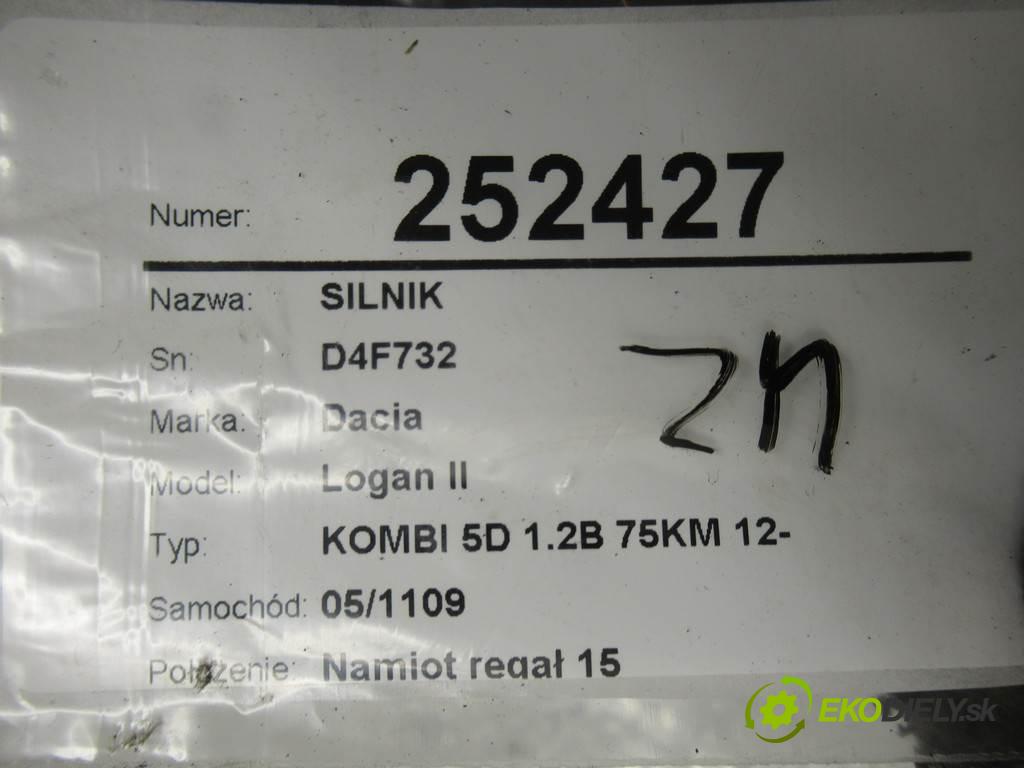 Numer: 252427
Nazwa: SILNIK
Sn: D4F732
Marka: Dacia
Model: Logan II
Typ: KOMBI 5D 1.2B 75KM 12-
Samochód: 05/1109
Położenie: Namiot regał 15
EKODIELY.sk